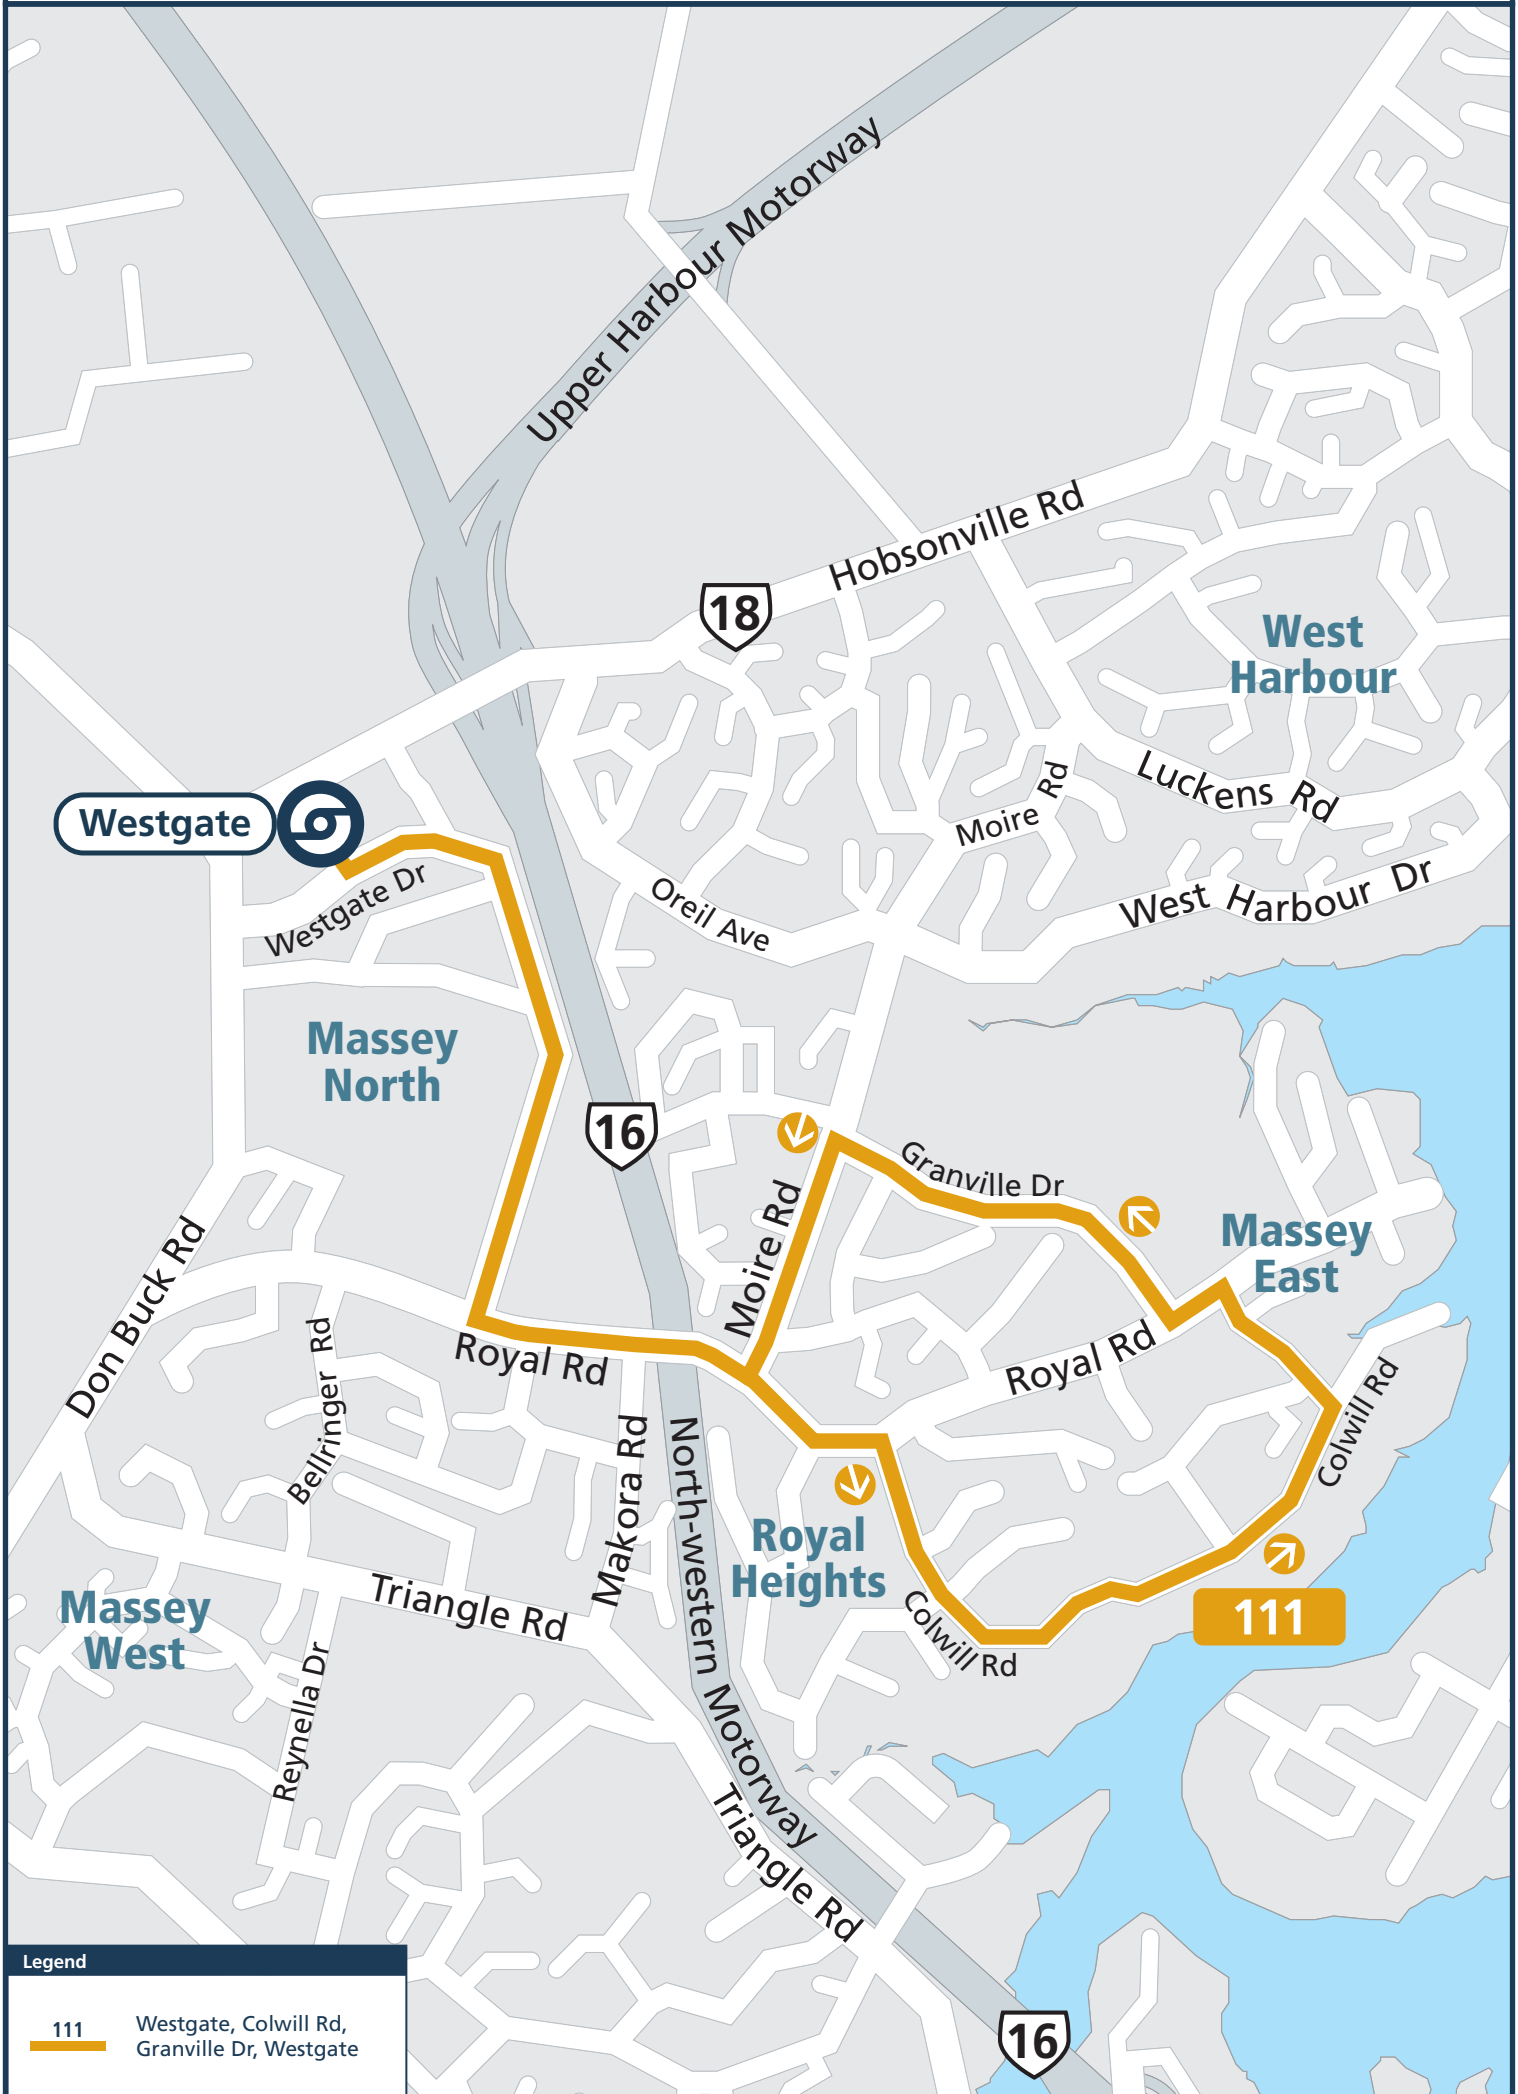 Upper Harbour Motorway
Hobsonville Rd
18
West
Harbour
Luckens Rd
Moire Rd
Westgate
Westgate Dr
Oreil Ave
West Harbour Dr
Massey
North
16
Granville Dr
Moire Rd
Massey
East
Don Buck Rd
Bellringer Rd
Royal Rd
Royal Rd
Colwill Rd
Makora Rd
North-western Motorway
Royal
Heights
Triangle Rd
Massey
West
Colwill Rd
111
Reynella Dr
Triangle Rd
16
Legend
111
Westgate, Colwill Rd,
Granville Dr, Westgate